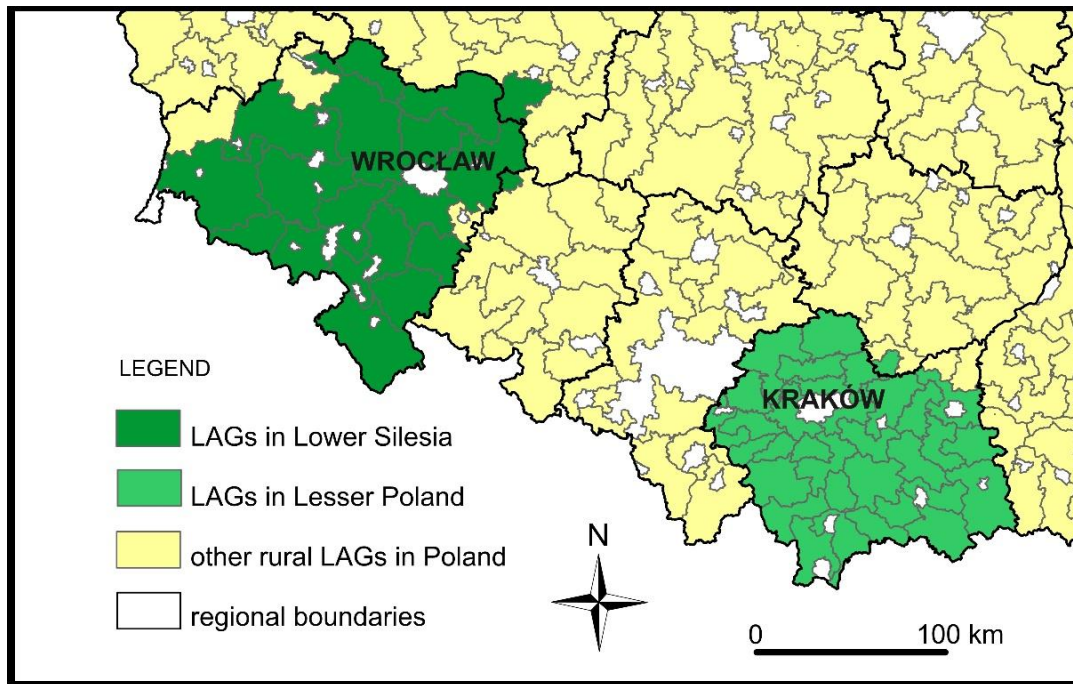 WROCŁAW
KRAKÓW
LEGEND
LAGs in Lower Silesia
LAGs in Lesser Poland
other rural LAGs in Poland
regional boundaries
N
0 100 km